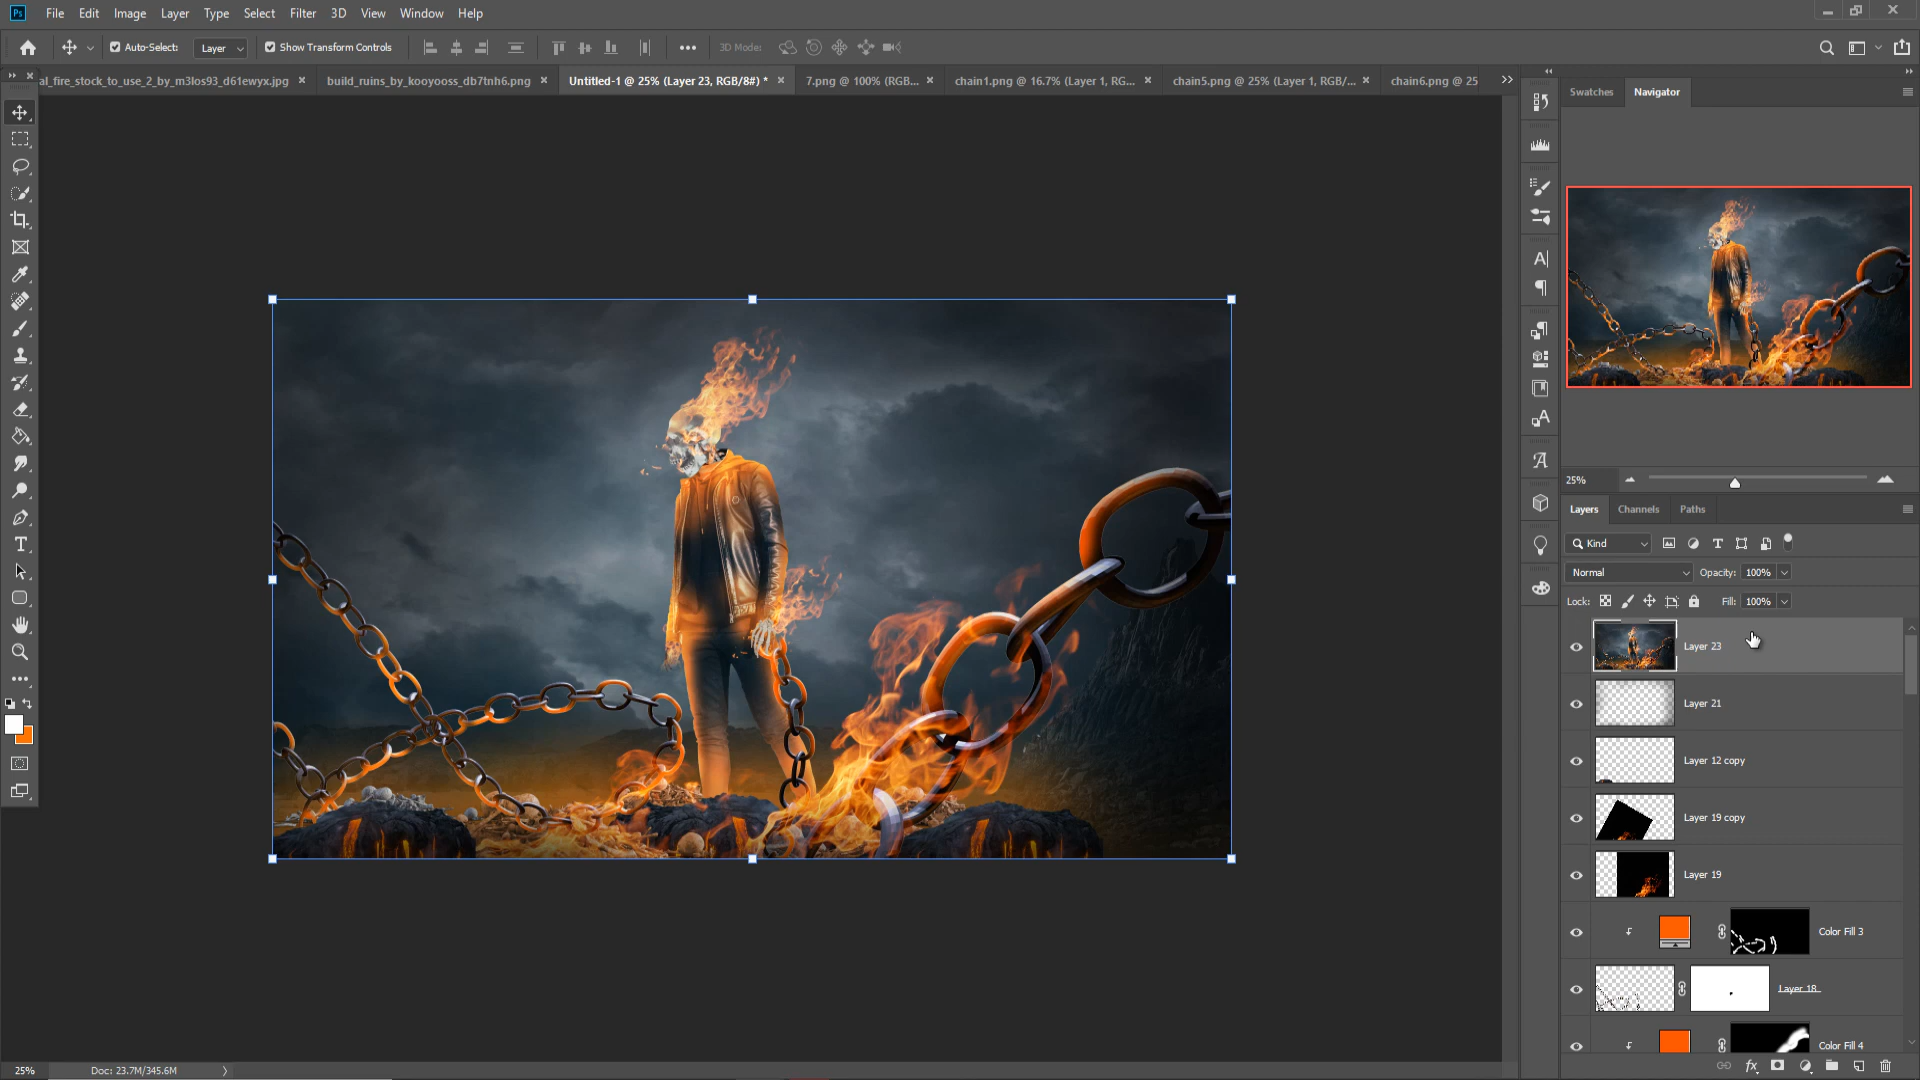 Ps File Edit Image Layer Type Select Filter 3D View Window Help
Auto-Select: Layer Show Transform Controls 3D Mode:
al_fire_stock_to_use_2_by_m3los93_d61ewyx.jpg build_ruins_by_kooyooss_db7tnh6.png Untitled-1 @ 25% (Layer 23, RGB/8#) * 7.png @ 100% (RGB... chain1.png @ 16.7% (Layer 1, RG... chain5.png @ 25% (Layer 1, RGB/... chain6.png @ 25
Swatches Navigator
25%
Layers Channels Paths
Kind
Normal Opacity: 100%
Lock: Fill: 100%
Layer 23
Layer 21
Layer 12 copy
Layer 19 copy
Layer 19
Color Fill 3
Layer 18
Color Fill 4
25% Doc: 23.7M/345.6M